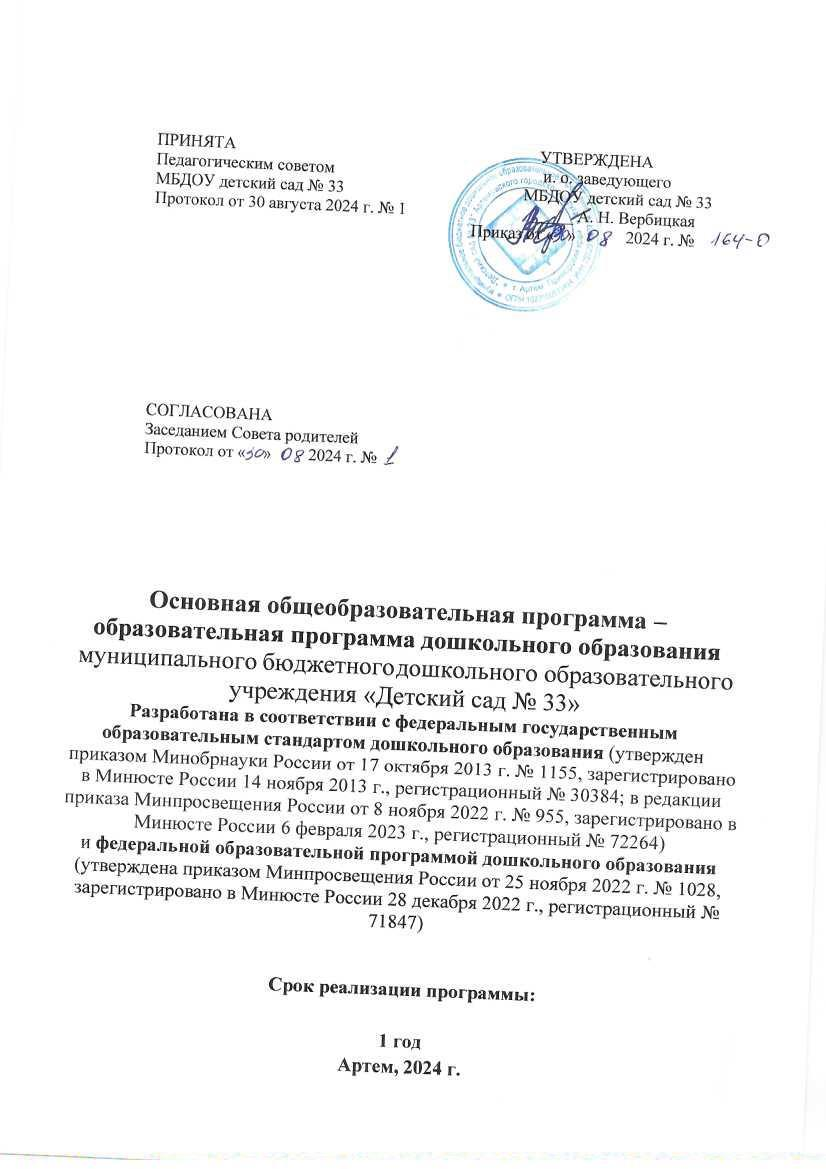 ПРИНЯТА
Педагогическим советом
МБДОУ детский сад № 33
Протокол от 30 августа 2024 г. № 1
УТВЕРЖДЕНА
и. о. заведующего
МБДОУ детский сад № 33
А. Н. Вербицкая
Приказ от «30» 08 2024 г. № 164-О
СОГЛАСОВАНА
Заседанием Совета родителей
Протокол от «30» 08 2024 г. № 1
Основная общеобразовательная программа –
образовательная программа дошкольного образования
муниципального бюджетногодошкольного образовательного
учреждения «Детский сад № 33»
Разработана в соответствии с федеральным государственным
образовательным стандартом дошкольного образования (утвержден
приказом Минобрнауки России от 17 октября 2013 г. № 1155, зарегистрировано
в Минюсте России 14 ноября 2013 г., регистрационный № 30384; в редакции
приказа Минпросвещения России от 8 ноября 2022 г. № 955, зарегистрировано в
Минюсте России 6 февраля 2023 г., регистрационный № 72264)
и федеральной образовательной программой дошкольного образования
(утверждена приказом Минпросвещения России от 25 ноября 2022 г. № 1028,
зарегистрировано в Минюсте России 28 декабря 2022 г., регистрационный №
71847)
Срок реализации программы:
1 год
Артем, 2024 г.